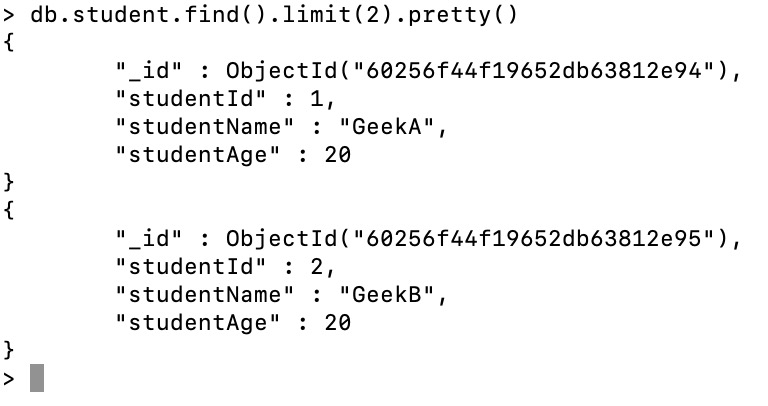 > db.student.find().limit(2).pretty()
{
        "_id" : ObjectId("60256f44f19652db63812e94"),
        "studentId" : 1,
        "studentName" : "GeekA",
        "studentAge" : 20
}
{
        "_id" : ObjectId("60256f44f19652db63812e95"),
        "studentId" : 2,
        "studentName" : "GeekB",
        "studentAge" : 20
}
>